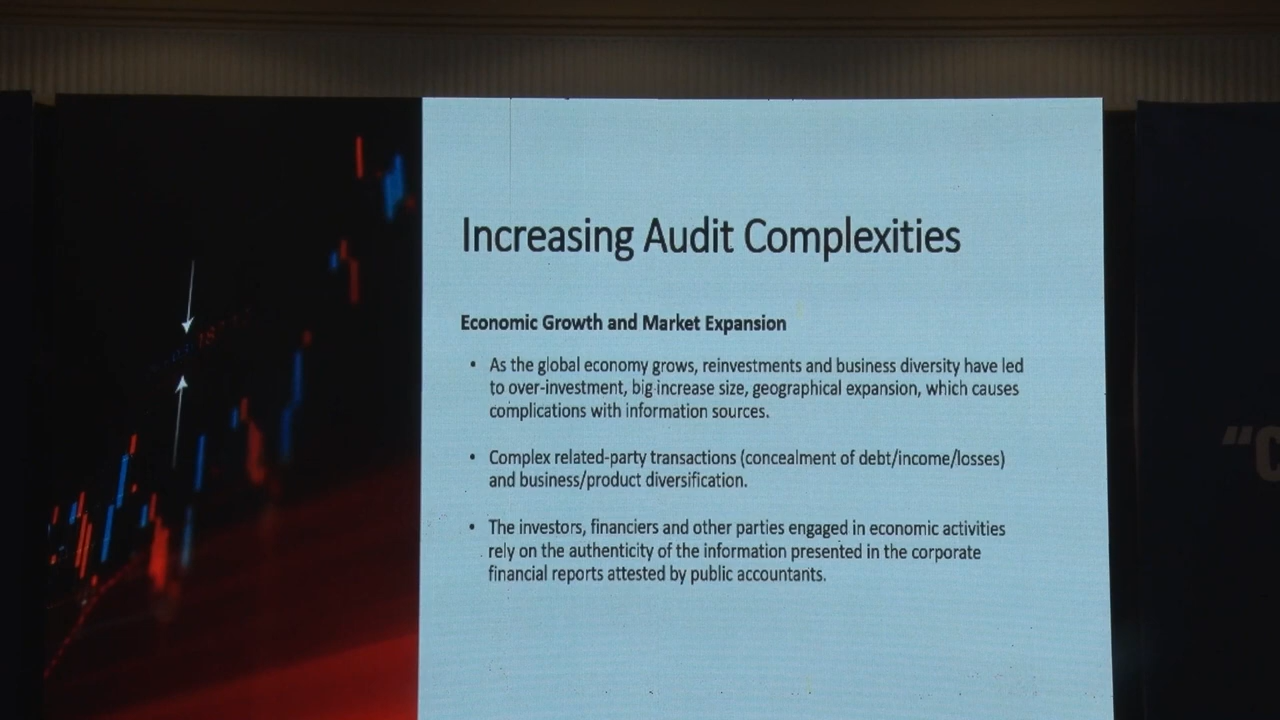 Increasing Audit Complexities
Economic Growth and Market Expansion
• As the global economy grows, reinvestments and business diversity have led
to over-investment, big increase size, geographical expansion, which causes
complications with information sources.
• Complex related-party transactions (concealment of debt/income/losses)
and business/product diversification.
• The investors, financiers and other parties engaged in economic activities
rely on the authenticity of the information presented in the corporate
financial reports attested by public accountants.